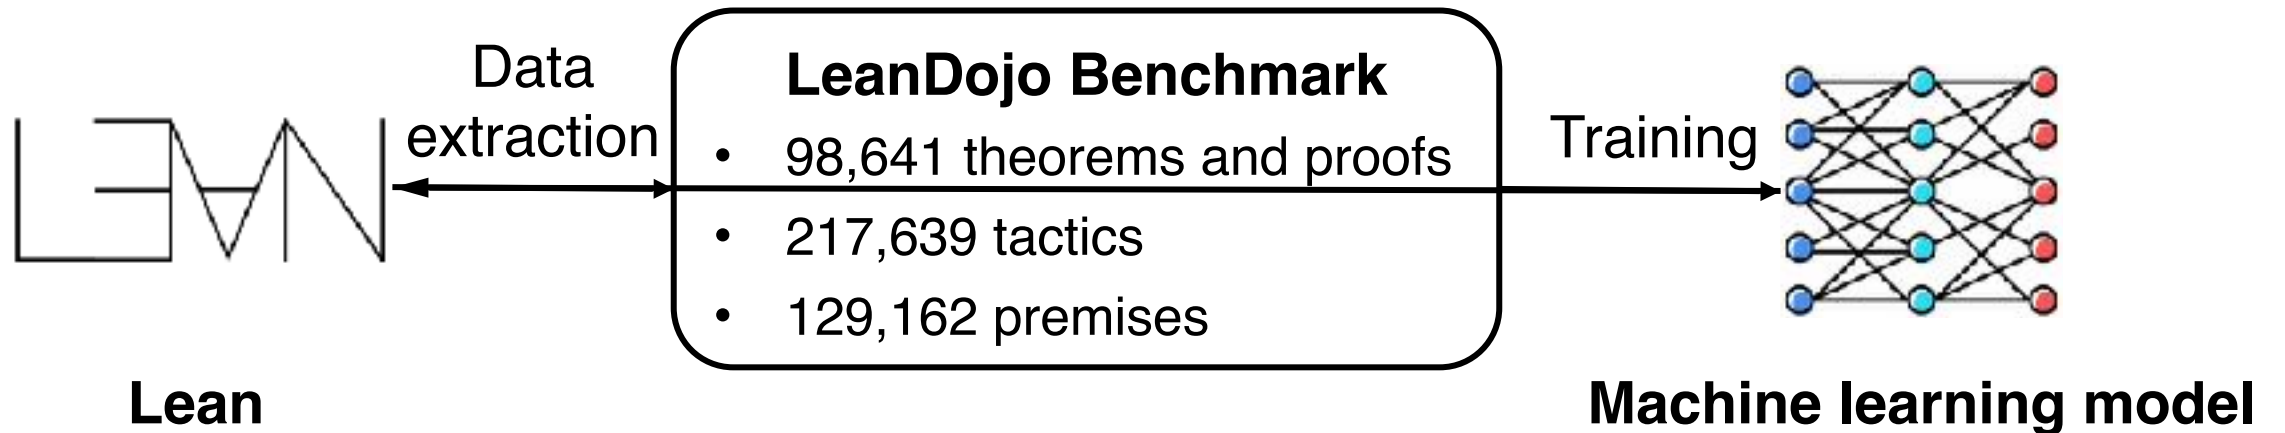 Data
extraction
LEAN
Lean
LeanDojo Benchmark
• 98,641 theorems and proofs
• 217,639 tactics
• 129,162 premises
Training
Machine learning model